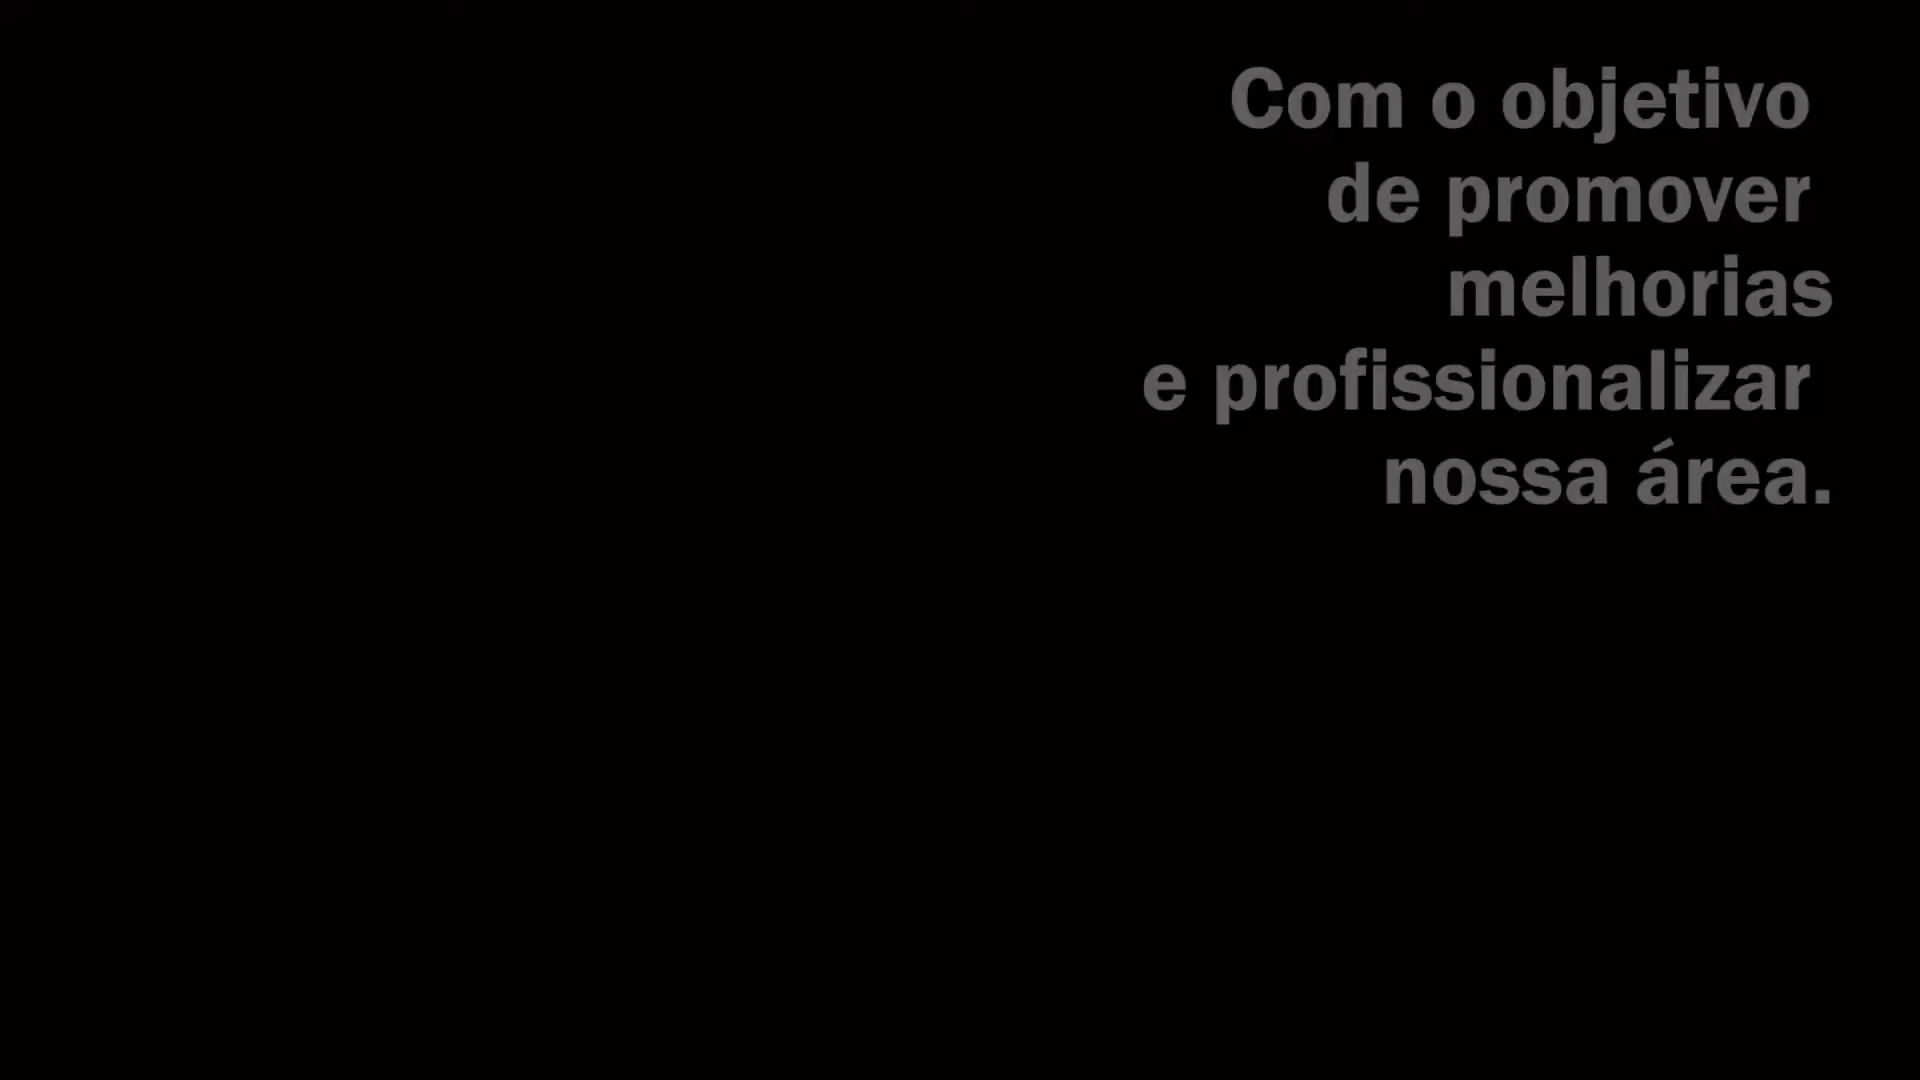 Com o objetivo
de promover
melhorias
e profissionalizar
nossa área.